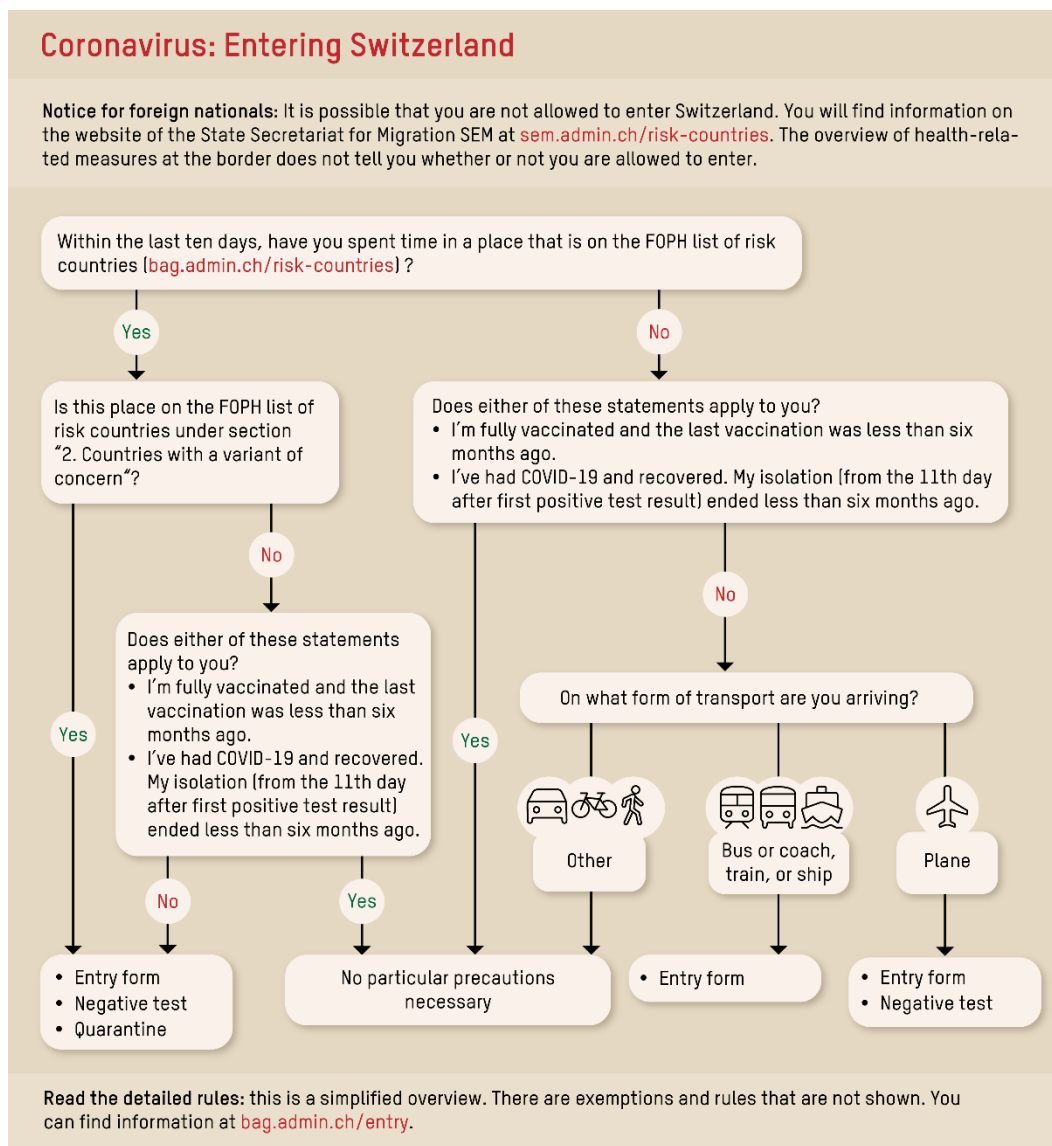 Coronavirus: Entering Switzerland
Notice for foreign nationals: It is possible that you are not allowed to enter Switzerland. You will find information on
the website of the State Secretariat for Migration SEM at sem.admin.ch/risk-countries. The overview of health-rela-
ted measures at the border does not tell you whether or not you are allowed to enter.
Within the last ten days, have you spent time in a place that is on the FOPH list of risk
countries (bag.admin.ch/risk-countries) ?
Yes
No
Is this place on the FOPH list of
risk countries under section
“2. Countries with a variant of
concern“?
Does either of these statements apply to you?
• I’m fully vaccinated and the last vaccination was less than six
months ago.
• I’ve had COVID-19 and recovered. My isolation (from the 11th day
after first positive test result) ended less than six months ago.
No
No
Does either of these statements
apply to you?
• I’m fully vaccinated and the last
vaccination was less than six
months ago.
• I’ve had COVID-19 and recovered.
My isolation (from the 11th day
after first positive test result)
ended less than six months ago.
On what form of transport are you arriving?
Yes
Yes
Other
Bus or coach,
train, or ship
Plane
No
Yes
• Entry form
• Negative test
• Quarantine
No particular precautions
necessary
• Entry form
• Entry form
• Negative test
Read the detailed rules: this is a simplified overview. There are exemptions and rules that are not shown. You
can find information at bag.admin.ch/entry.